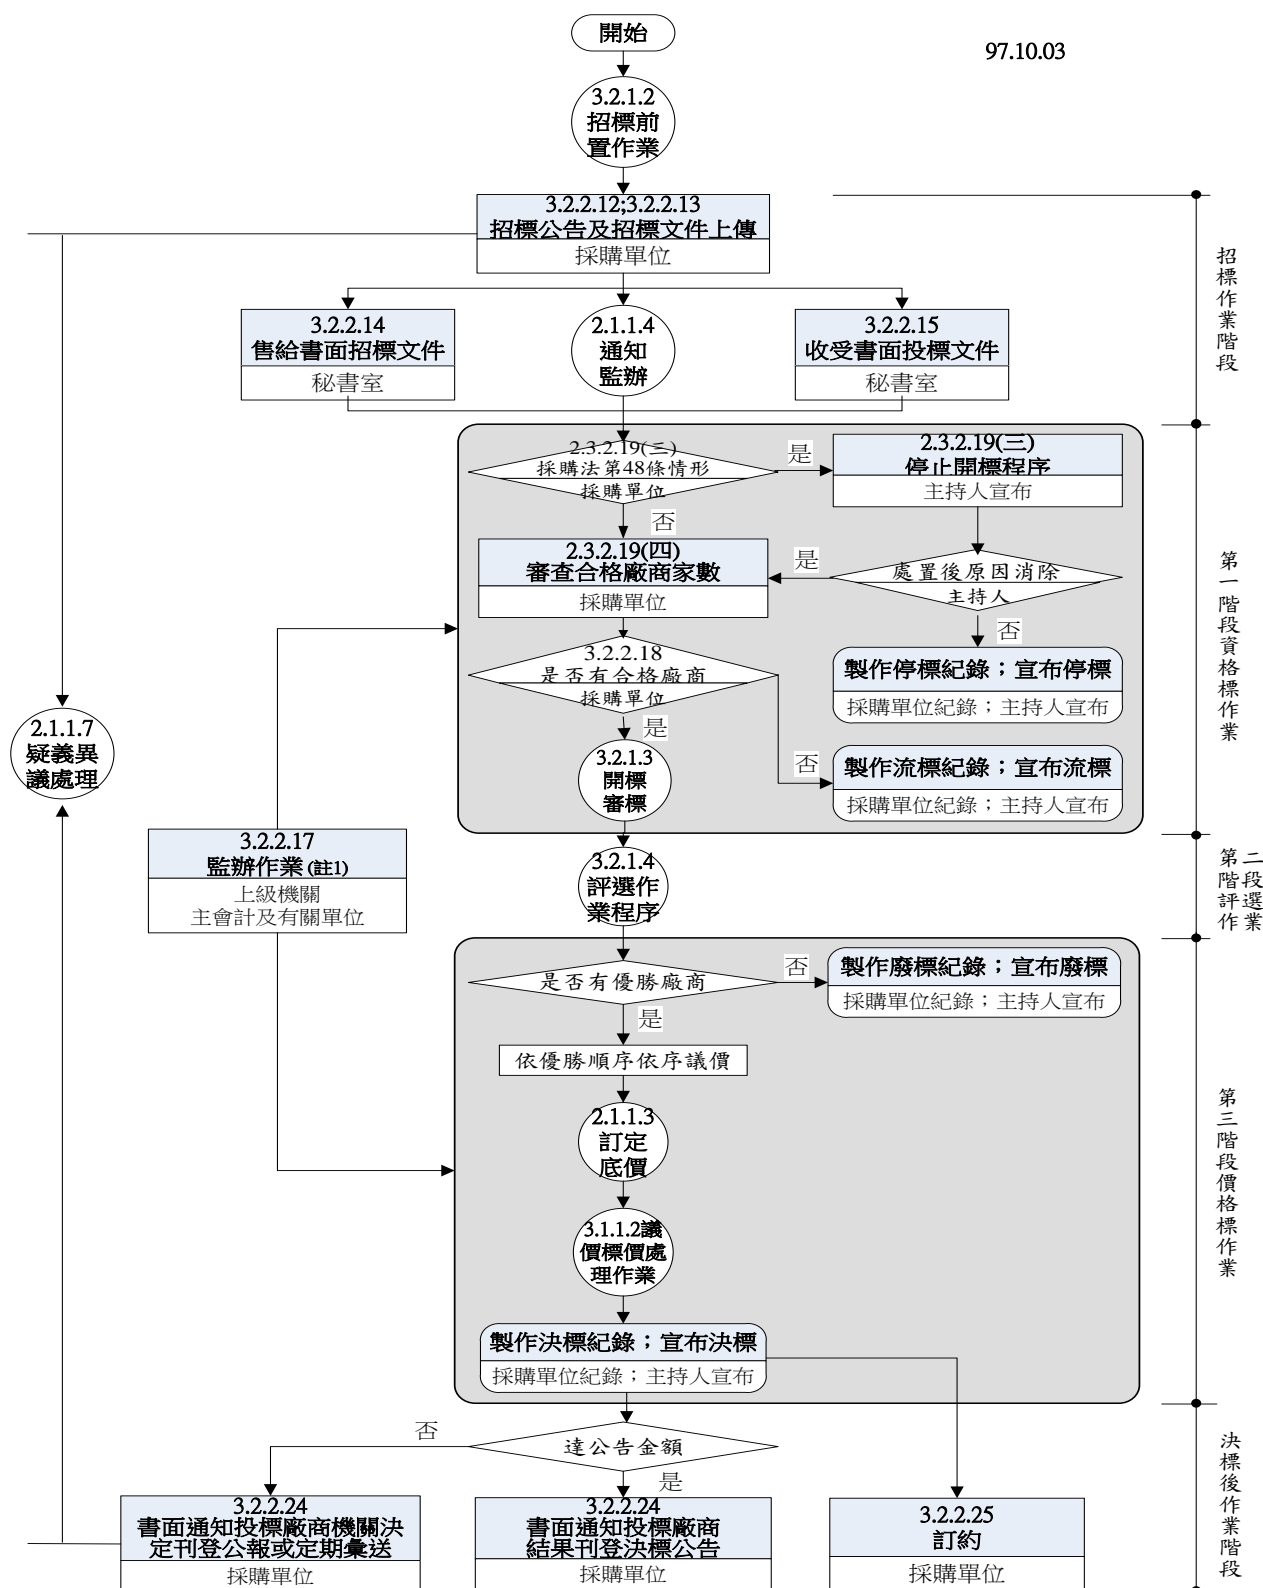 開始
97.10.03
3.2.1.2
招標前
置作業
3.2.2.12;3.2.2.13
招標公告及招標文件上傳
採購單位
招標作業階段
3.2.2.14
售給書面招標文件
秘書室
2.1.1.4
通知
監辦
3.2.2.15
收受書面投標文件
秘書室
2.3.2.19(三)
採購法第48條情形
採購單位
是
否
2.3.2.19(三)
停止開標程序
主持人宣布
2.3.2.19(四)
審查合格廠商家數
採購單位
是
處置後原因消除
主持人
否
第一階段資格標作業
3.2.2.18
是否有合格廠商
採購單位
是
否
製作停標紀錄；宣布停標
採購單位紀錄；主持人宣布
2.1.1.7
疑義異
議處理
3.2.1.3
開標
審標
製作流標紀錄；宣布流標
採購單位紀錄；主持人宣布
3.2.2.17
監辦作業(註1)
上級機關
主會計及有關單位
3.2.1.4
評選作
業程序
第二
階段
評選
作業
是否有優勝廠商
否
是
製作廢標紀錄；宣布廢標
採購單位紀錄；主持人宣布
依優勝順序依序議價
2.1.1.3
訂定
底價
第三階段價格標作業
3.1.1.2議
價標價處
理作業
製作決標紀錄；宣布決標
採購單位紀錄；主持人宣布
達公告金額
否
是
決標後作業階段
3.2.2.24
書面通知投標廠商機關決
定刊登公報或定期彙送
採購單位
3.2.2.24
書面通知投標廠商
結果刊登決標公告
採購單位
3.2.2.25
訂約
採購單位